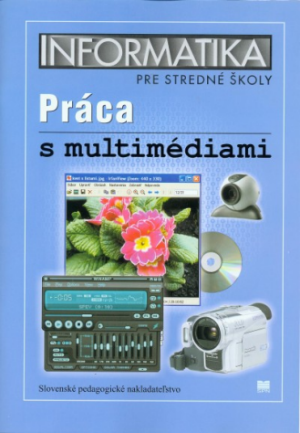 INFORMATIKA
PRE STREDNÉ ŠKOLY
Práca
s multimédiami
Slovenské pedagogické nakladateľstvo